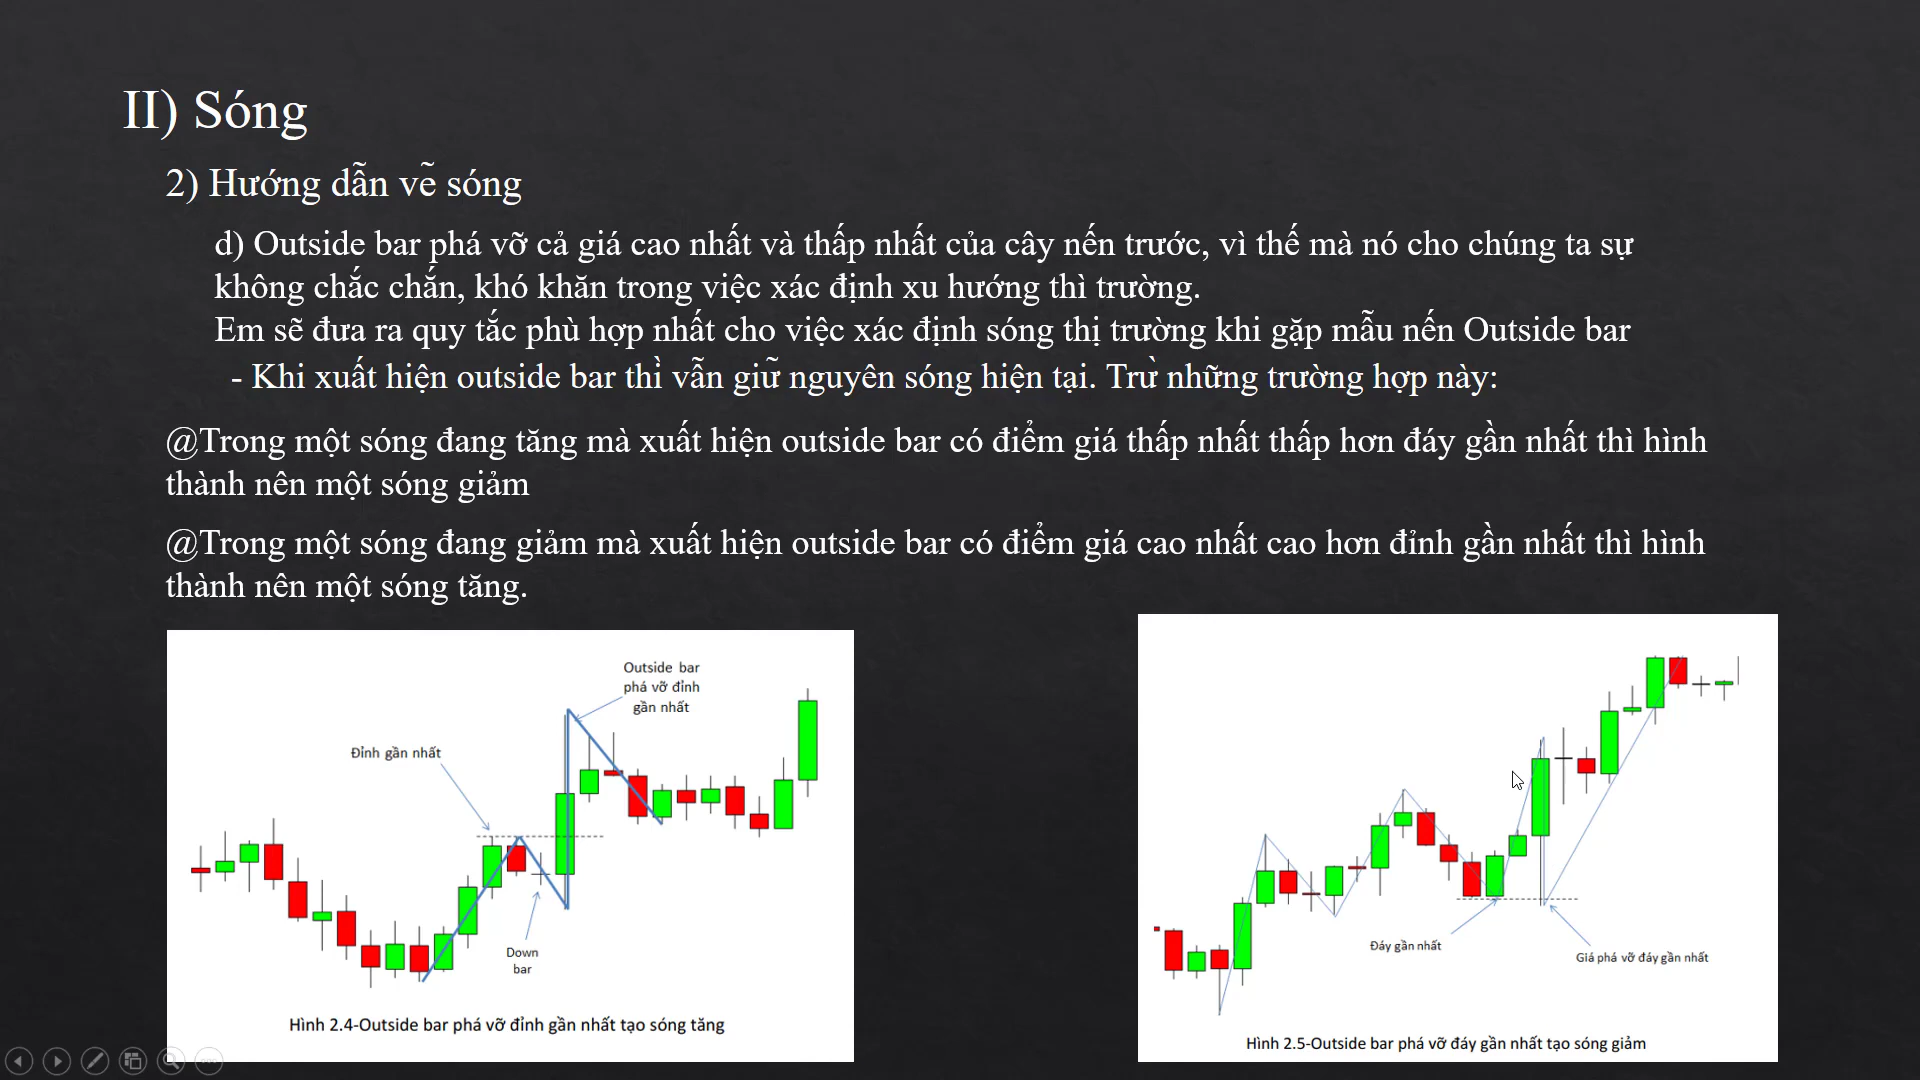 II) Sóng
2) Hướng dẫn vẽ sóng
d) Outside bar phá vỡ cả giá cao nhất và thấp nhất của cây nến trước, vì thế mà nó cho chúng ta sự
không chắc chắn, khó khăn trong việc xác định xu hướng thì trường.
Em sẽ đưa ra quy tắc phù hợp nhất cho việc xác định sóng thị trường khi gặp mẫu nến Outside bar
- Khi xuất hiện outside bar thì vẫn giữ nguyên sóng hiện tại. Trừ những trường hợp này:
@Trong một sóng đang tăng mà xuất hiện outside bar có điểm giá thấp nhất thấp hơn đáy gần nhất thì hình
thành nên một sóng giảm
@Trong một sóng đang giảm mà xuất hiện outside bar có điểm giá cao nhất cao hơn đỉnh gần nhất thì hình
thành nên một sóng tăng.
Outside bar
phá vỡ đỉnh
gần nhất
Đỉnh gần nhất
Down
bar
Hình 2.4-Outside bar phá vỡ đỉnh gần nhất tạo sóng tăng
Đáy gần nhất
Giá phá vỡ đáy gần nhất
Hình 2.5-Outside bar phá vỡ đáy gần nhất tạo sóng giảm